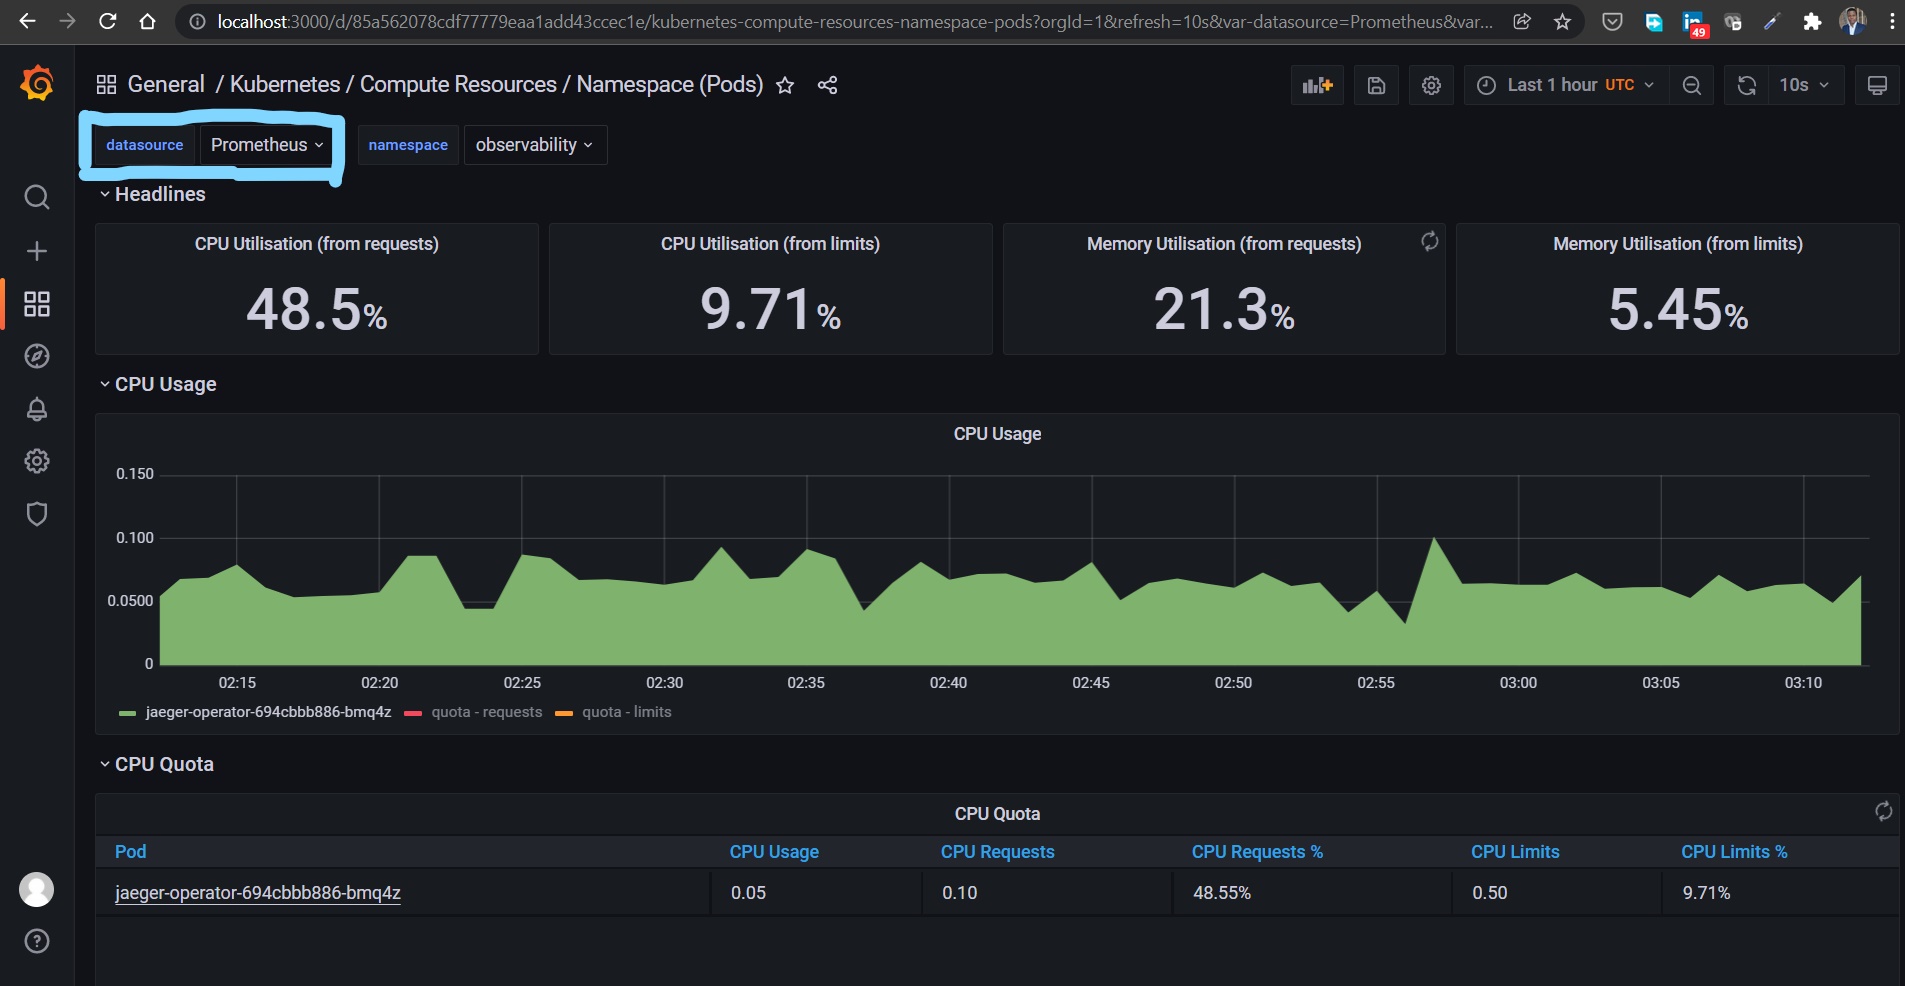 localhost:3000/d/85a562078cdf77779eaa1add43ccec1e/kubernetes-compute-resources-namespace-pods?orgId=1&refresh=10s&var-datasource=Prometheus&var...
49
General / Kubernetes / Compute Resources / Namespace (Pods)
Last 1 hour UTC
10s
datasource Prometheus namespace observability
Headlines
CPU Utilisation (from requests)
48.5%
CPU Utilisation (from limits)
9.71%
Memory Utilisation (from requests)
21.3%
Memory Utilisation (from limits)
5.45%
CPU Usage
CPU Usage
0.150
0.100
0.0500
0
02:15 02:20 02:25 02:30 02:35 02:40 02:45 02:50 02:55 03:00 03:05 03:10
jaeger-operator-694cbbb886-bmq4z quota - requests quota - limits
CPU Quota
CPU Quota
Pod CPU Usage CPU Requests CPU Requests % CPU Limits CPU Limits %
jaeger-operator-694cbbb886-bmq4z 0.05 0.10 48.55% 0.50 9.71%